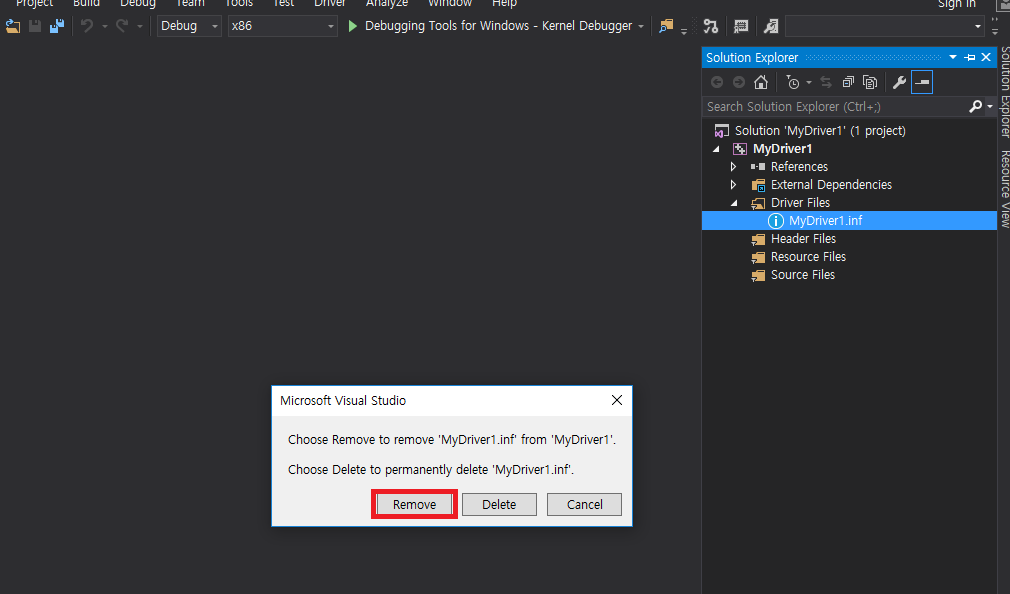 Project Build Debug Team Tools Test Driver Analyze Window Help Sign in
Debug x86 Debugging Tools for Windows - Kernel Debugger
Solution Explorer
Search Solution Explorer (Ctrl+;)
Solution 'MyDriver1' (1 project)
MyDriver1
References
External Dependencies
Driver Files
MyDriver1.inf
Header Files
Resource Files
Source Files
Solution Explorer
Resource View
Microsoft Visual Studio
Choose Remove to remove 'MyDriver1.inf' from 'MyDriver1'.
Choose Delete to permanently delete 'MyDriver1.inf'.
Remove Delete Cancel